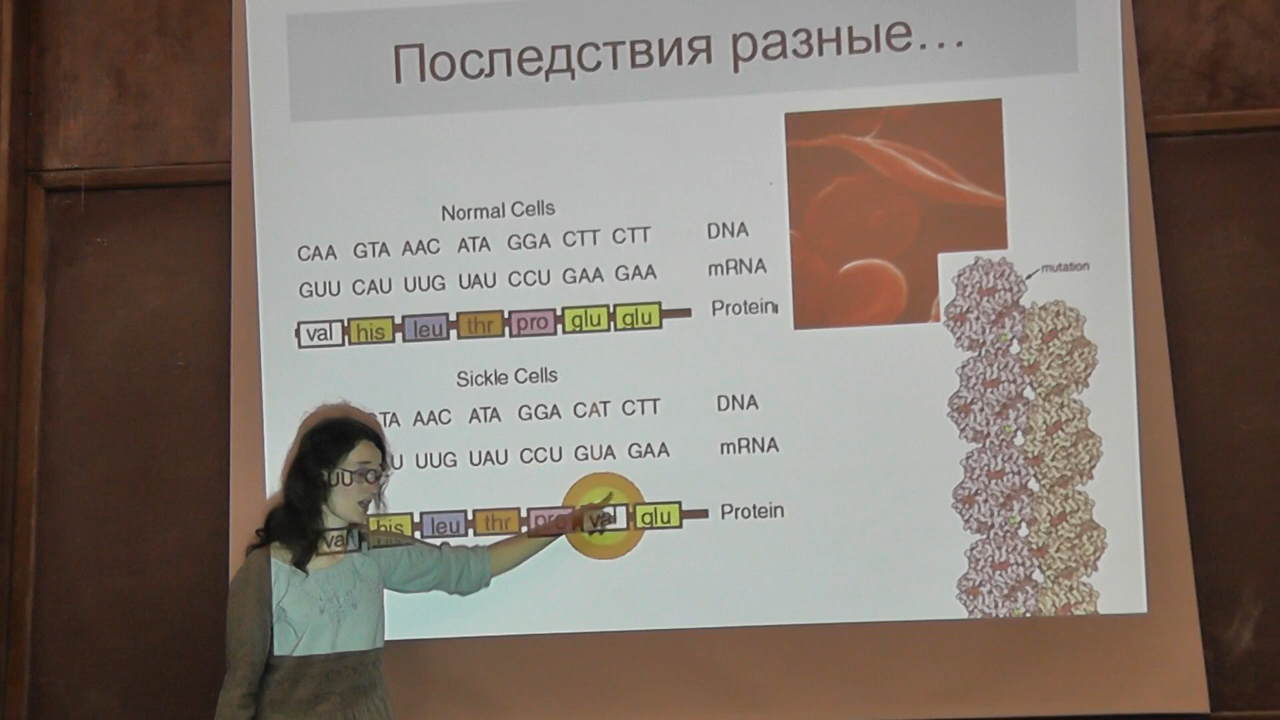 Последствия разные...
Normal Cells
CAA GTA AAC ATA GGA CTT CTT DNA
GUU CAU UUG UAU CCU GAA GAA mRNA
val his leu thr pro glu glu Protein
mutation
Sickle Cells
TA AAC ATA GGA CAT CTT DNA
U UUG UAU CCU GUA GAA mRNA
val his leu thr pro val glu Protein